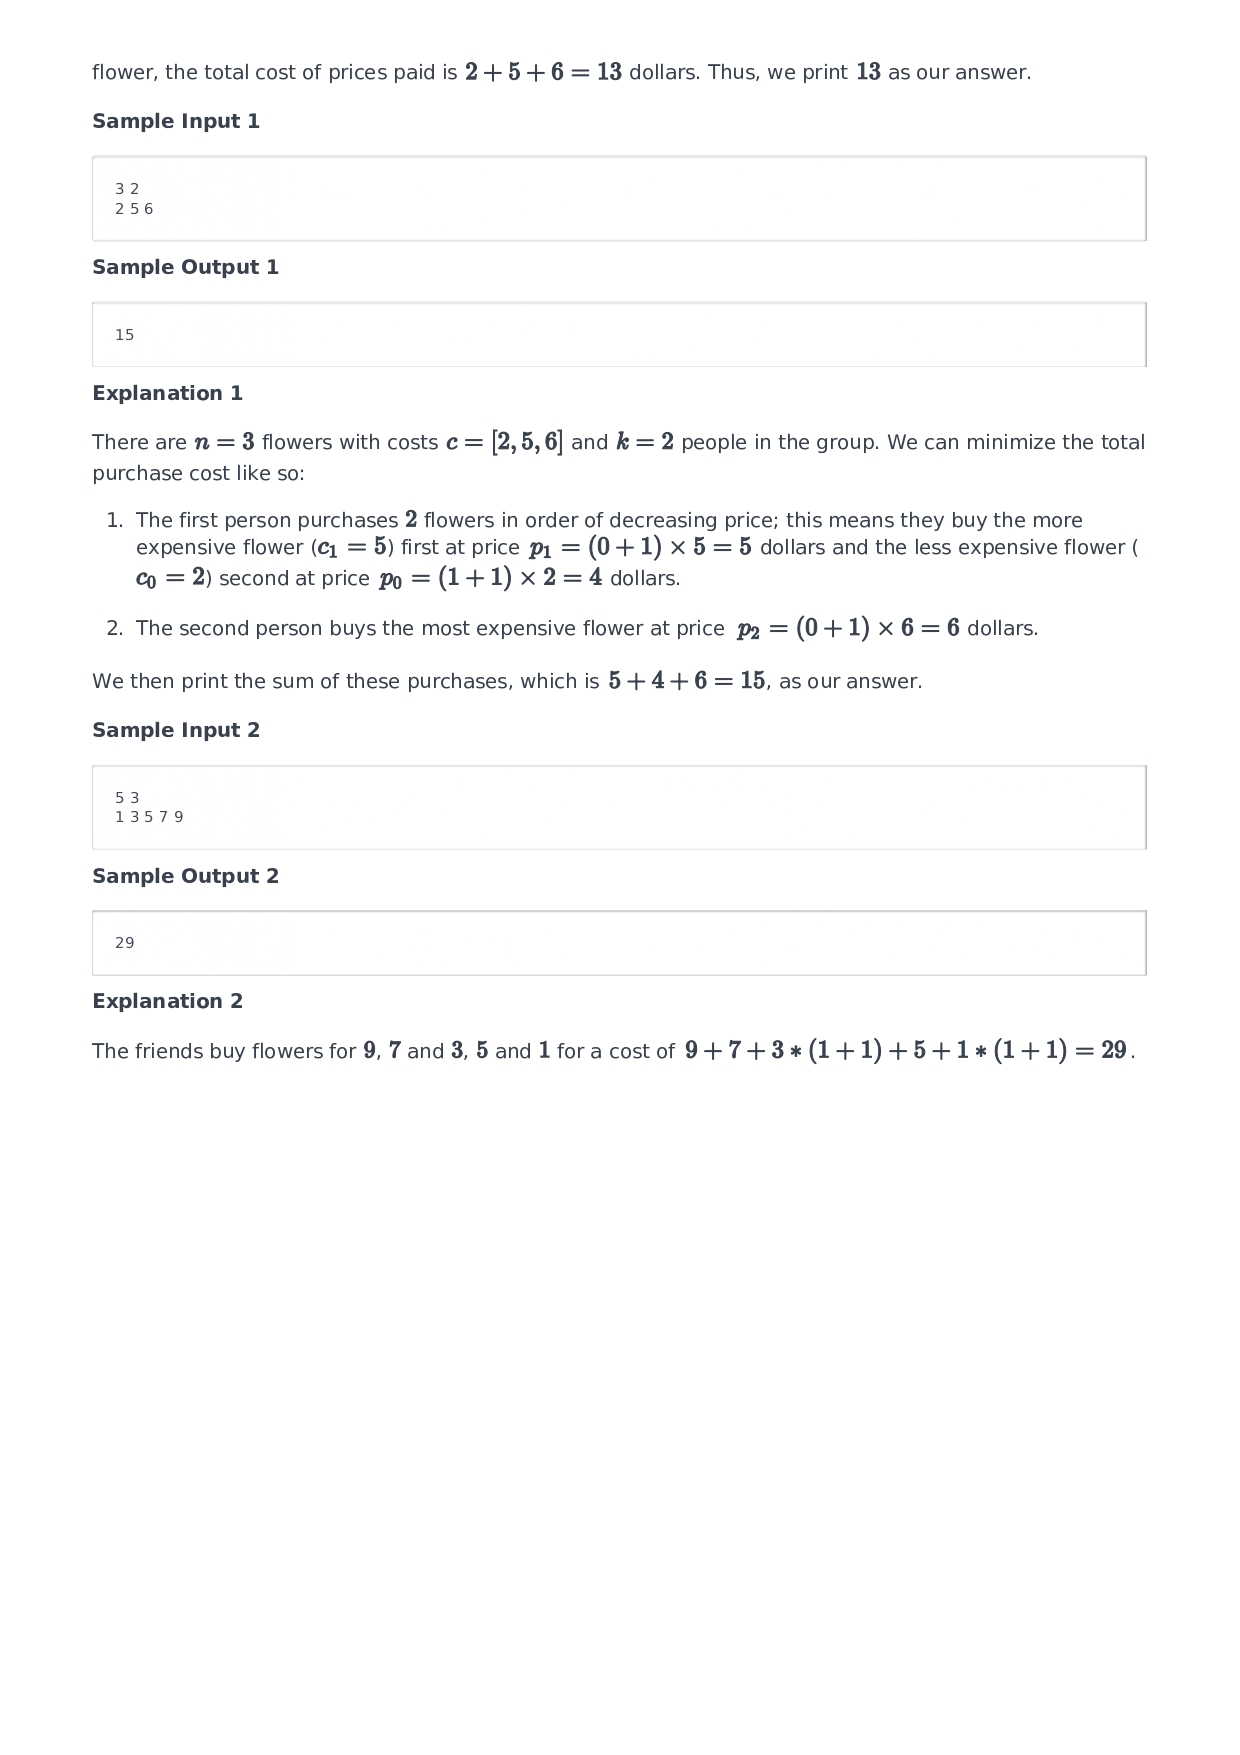 flower, the total cost of prices paid is 2 + 5 + 6 = 13 dollars. Thus, we print 13 as our answer.
Sample Input 1
3 2
2 5 6
Sample Output 1
15
Explanation 1
There are n = 3 flowers with costs c = [2, 5, 6] and k = 2 people in the group. We can minimize the total
purchase cost like so:
1. The first person purchases 2 flowers in order of decreasing price; this means they buy the more
expensive flower (c₁ = 5) first at price p₁ = (0 + 1) × 5 = 5 dollars and the less expensive flower (
c₀ = 2) second at price p₀ = (1 + 1) × 2 = 4 dollars.
2. The second person buys the most expensive flower at price p₂ = (0 + 1) × 6 = 6 dollars.
We then print the sum of these purchases, which is 5 + 4 + 6 = 15, as our answer.
Sample Input 2
5 3
1 3 5 7 9
Sample Output 2
29
Explanation 2
The friends buy flowers for 9, 7 and 3, 5 and 1 for a cost of 9 + 7 + 3 * (1 + 1) + 5 + 1 * (1 + 1) = 29.